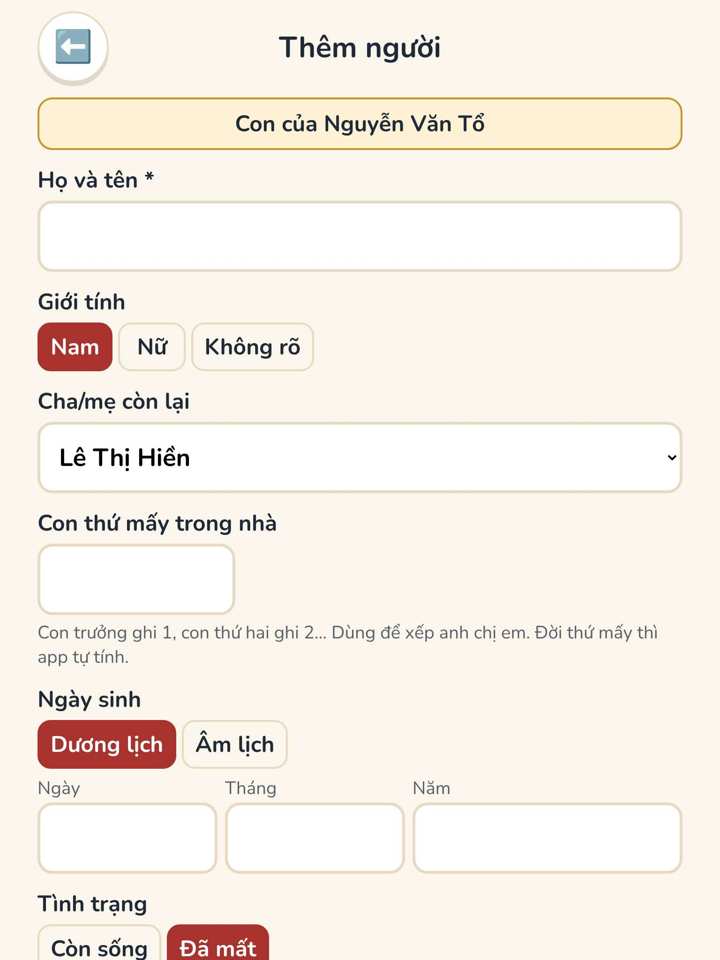 Thêm người
Con của Nguyễn Văn Tổ
Họ và tên *
Giới tính
Nam Nữ Không rõ
Cha/mẹ còn lại
Lê Thị Hiền
Con thứ mấy trong nhà
Con trưởng ghi 1, con thứ hai ghi 2... Dùng để xếp anh chị em. Đời thứ mấy thì
app tự tính.
Ngày sinh
Dương lịch Âm lịch
Ngày Tháng Năm
Tình trạng
Còn sống Đã mất